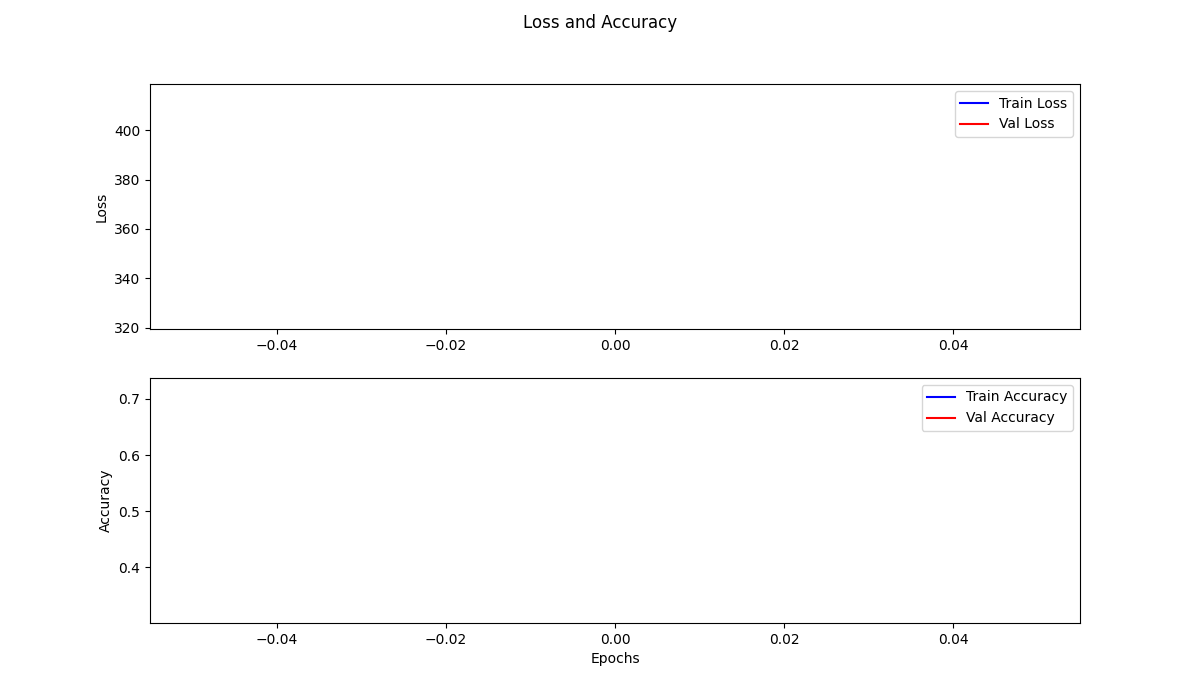 Loss and Accuracy
Train Loss
Val Loss
400
380
360
340
320
Loss
−0.04 −0.02 0.00 0.02 0.04
Train Accuracy
Val Accuracy
0.7
0.6
0.5
0.4
Accuracy
−0.04 −0.02 0.00 0.02 0.04
Epochs